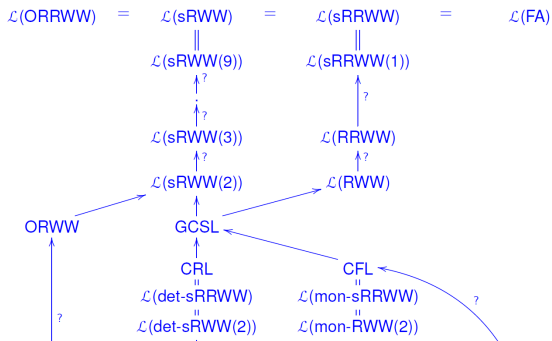 ℒ(ORRWW) = ℒ(sRWW) = ℒ(sRRWW) = ℒ(FA)
|| ||
ℒ(sRWW(9)) ℒ(sRRWW(1))
?
?
?
ℒ(sRWW(3)) ℒ(RRWW)
? ?
ℒ(sRWW(2)) ℒ(RWW)
ORWW GCSL
CRL CFL
|| ||
ℒ(det-sRRWW) ℒ(mon-sRRWW)
?
|| ||
? ℒ(det-sRWW(2)) ℒ(mon-RWW(2))